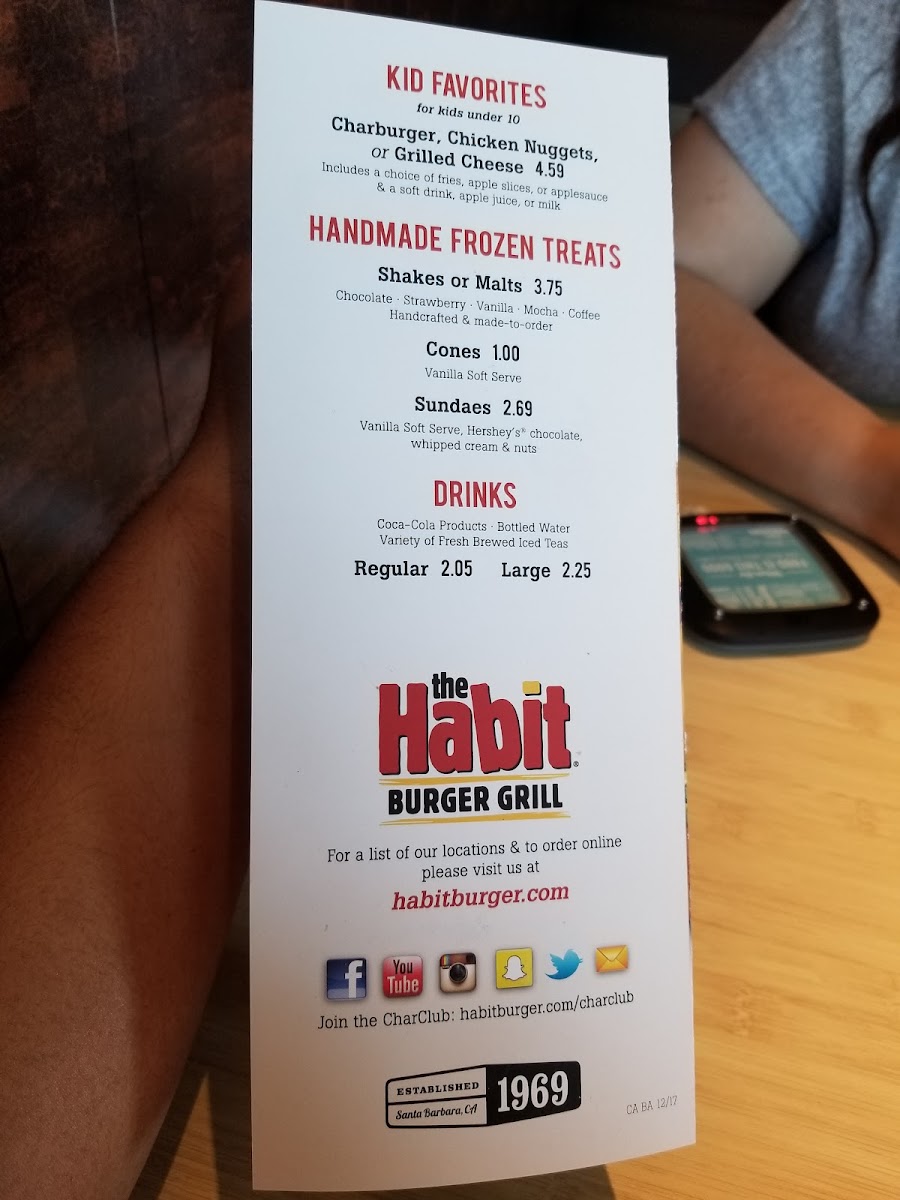 KID FAVORITES
for kids under 10
Charburger, Chicken Nuggets,
or Grilled Cheese 4.59
Includes a choice of fries, apple slices, or applesauce
& a soft drink, apple juice, or milk
HANDMADE FROZEN TREATS
Shakes or Malts 3.75
Chocolate · Strawberry · Vanilla · Mocha · Coffee
Handcrafted & made-to-order
Cones 1.00
Vanilla Soft Serve
Sundaes 2.69
Vanilla Soft Serve, Hershey's® chocolate,
whipped cream & nuts
DRINKS
Coca-Cola Products · Bottled Water
Variety of Fresh Brewed Iced Teas
Regular 2.05 Large 2.25
the
Habit®
BURGER GRILL
For a list of our locations & to order online
please visit us at
habitburger.com
f You Tube
Join the CharClub: habitburger.com/charclub
ESTABLISHED 1969
Santa Barbara, CA
CA BA 12/17